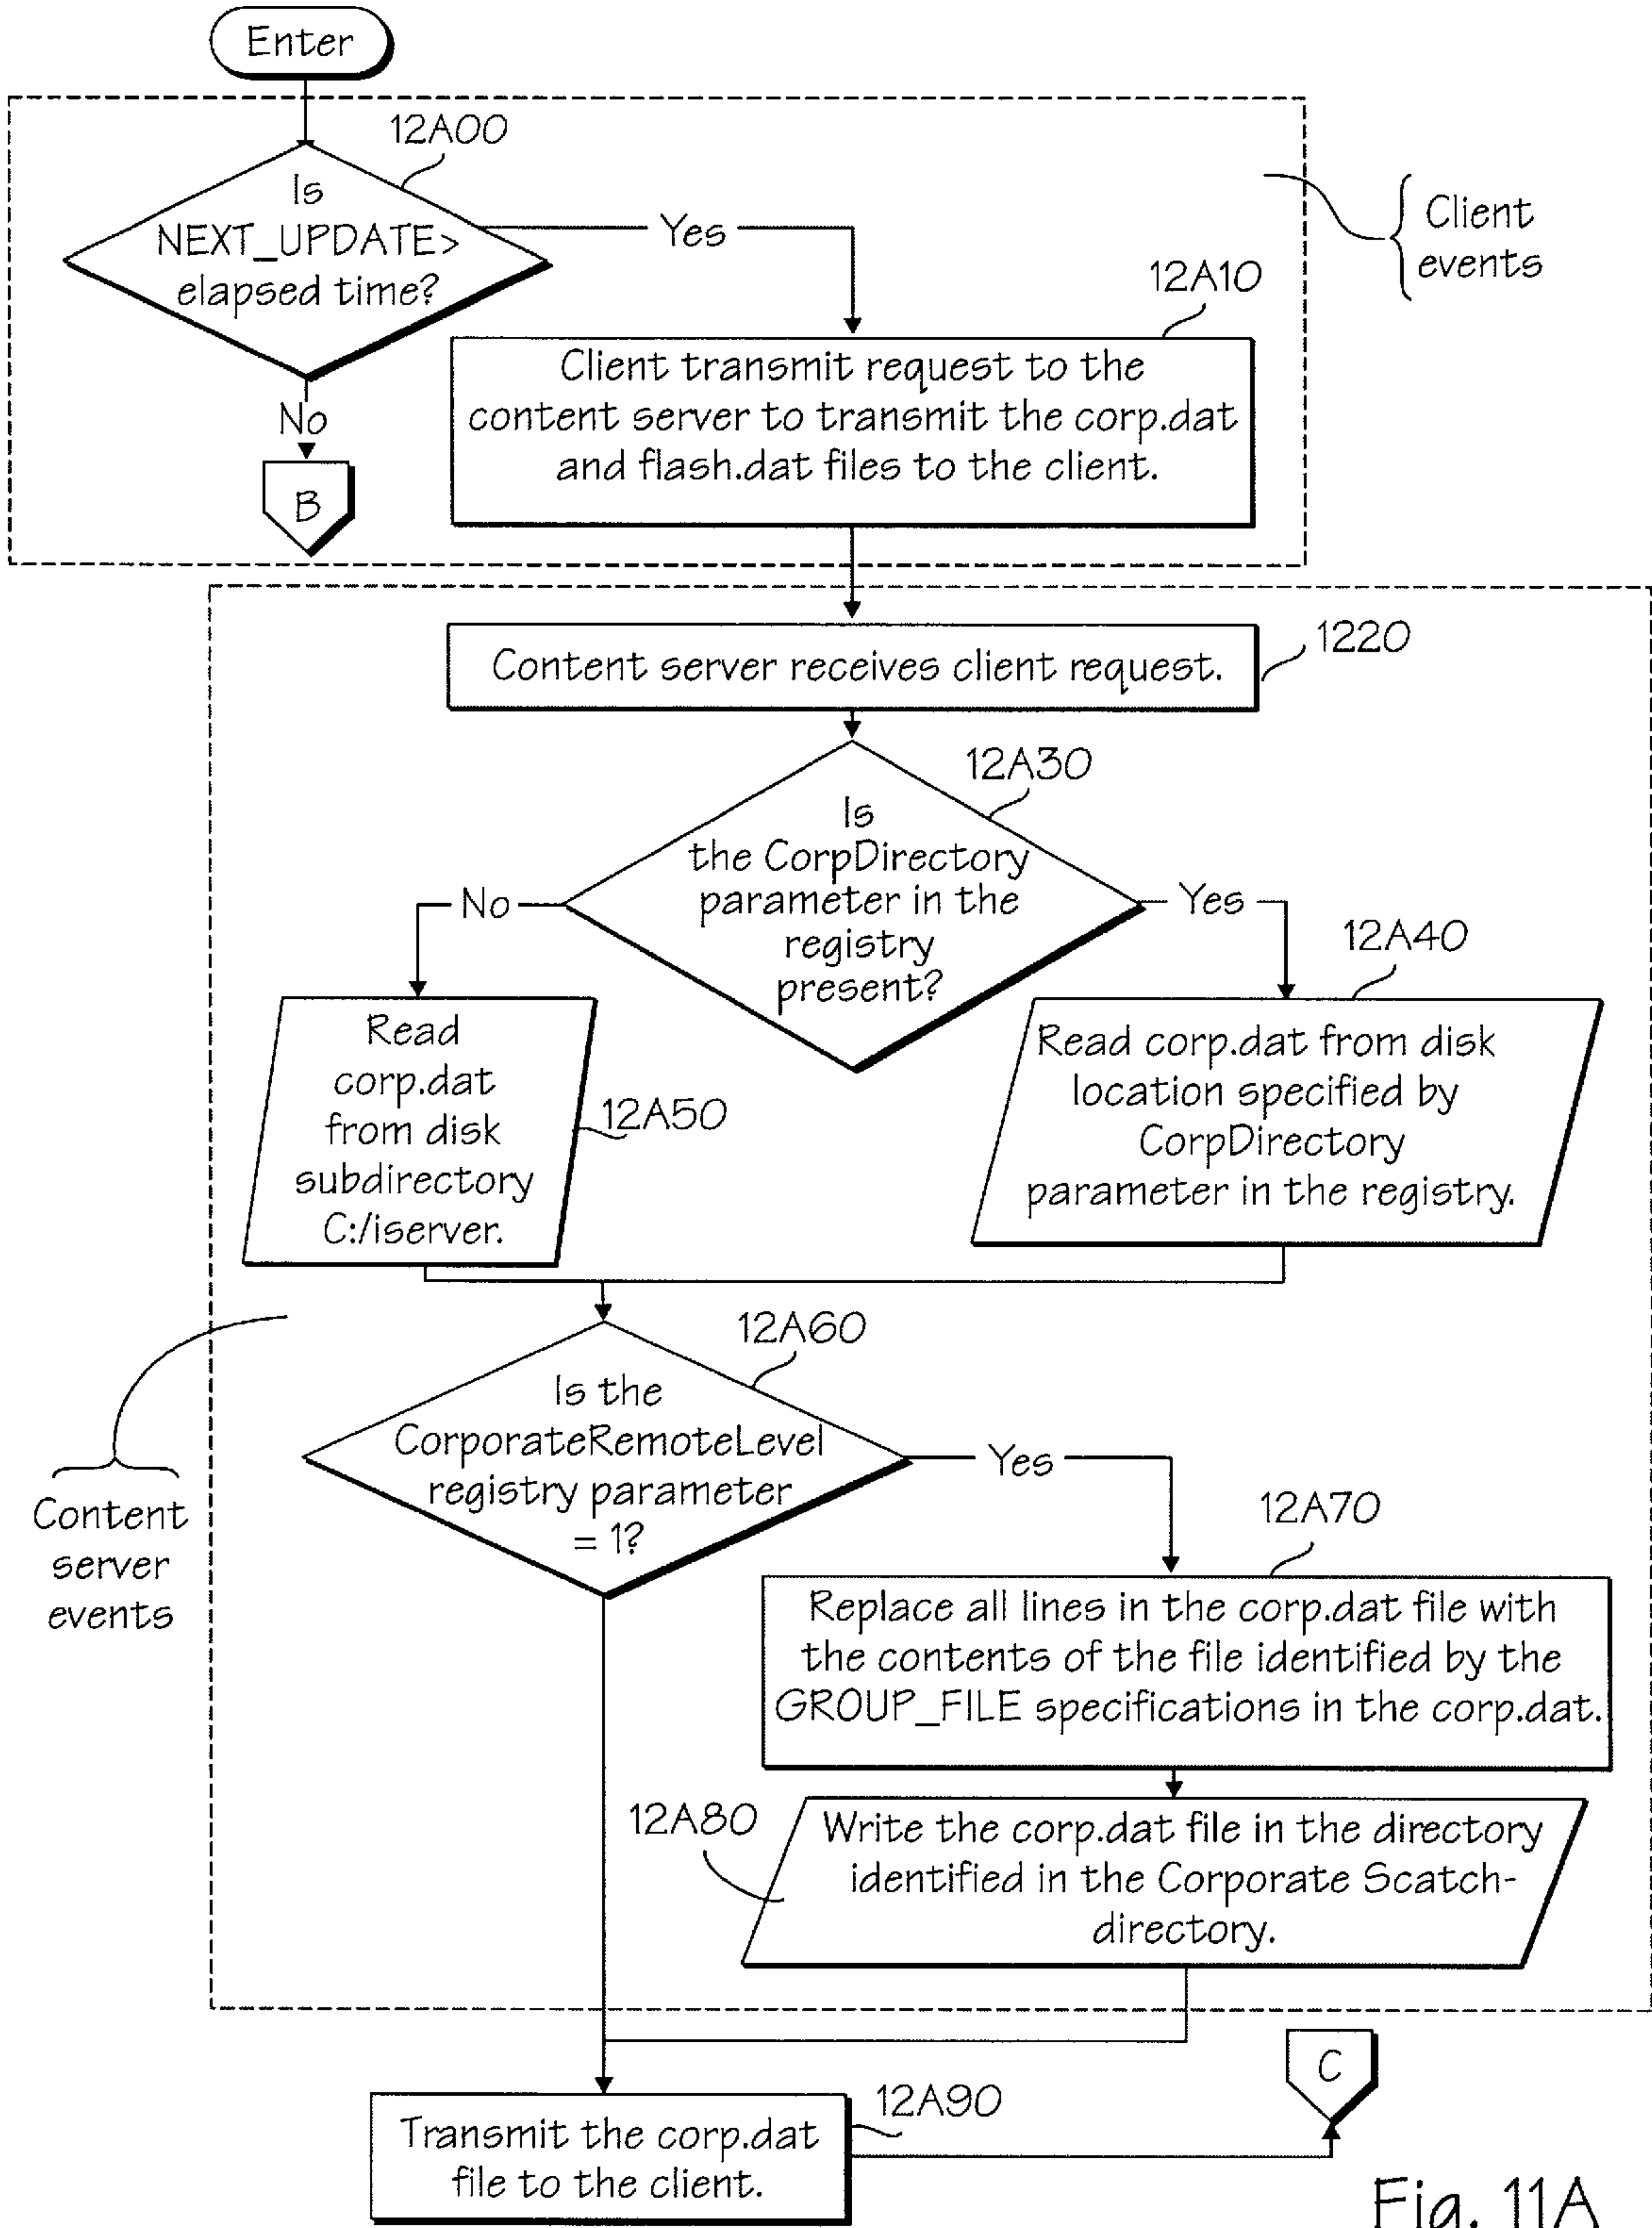 Enter
12A00
Is
NEXT_UPDATE>
elapsed time?
Yes
No
B
Client
events
12A10
Client transmit request to the
content server to transmit the corp.dat
and flash.dat files to the client.
1220
Content server receives client request.
12A30
Is
the CorpDirectory
parameter in the
registry
present?
No
Yes
12A40
Read corp.dat from disk
location specified by
CorpDirectory
parameter in the registry.
Read
corp.dat
from disk
subdirectory
C:/iserver.
12A50
12A60
Is the
CorporateRemoteLevel
registry parameter
= 1?
Yes
Content
server
events
12A70
Replace all lines in the corp.dat file with
the contents of the file identified by the
GROUP_FILE specifications in the corp.dat.
12A80
Write the corp.dat file in the directory
identified in the Corporate Scatch-
directory.
C
12A90
Transmit the corp.dat
file to the client.
Fig. 11A